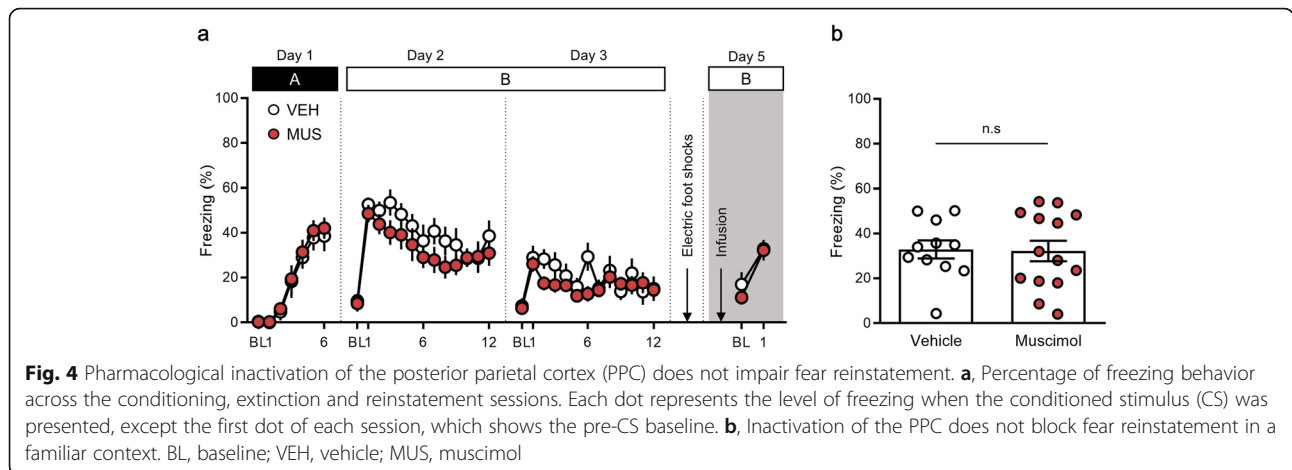 a
b
Day 1
Day 2
Day 3
Day 5
A
B
B
VEH
MUS
Freezing (%)
100
80
60
40
20
0
BL1
6
BL1
6
12
BL1
6
12
Electric foot shocks
Infusion
BL
1
Freezing (%)
100
80
60
40
20
0
n.s
Vehicle
Muscimol
Fig. 4 Pharmacological inactivation of the posterior parietal cortex (PPC) does not impair fear reinstatement. a, Percentage of freezing behavior
across the conditioning, extinction and reinstatement sessions. Each dot represents the level of freezing when the conditioned stimulus (CS) was
presented, except the first dot of each session, which shows the pre-CS baseline. b, Inactivation of the PPC does not block fear reinstatement in a
familiar context. BL, baseline; VEH, vehicle; MUS, muscimol